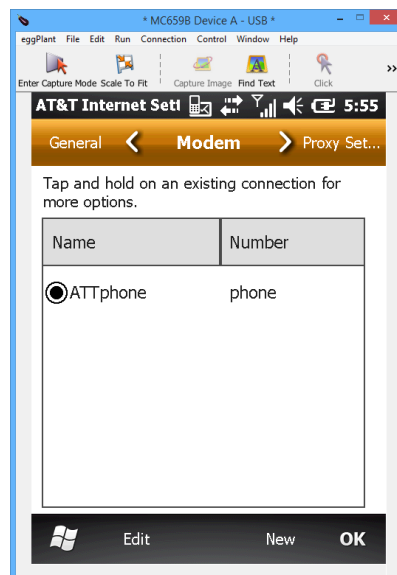 * MC659B Device A - USB *
eggPlant File Edit Run Connection Control Window Help
Enter Capture Mode Scale To Fit Capture Image Find Text Click
AT&T Internet Sett 5:55
General Modem Proxy Set...
Tap and hold on an existing connection for
more options.
Name Number
ATTphone phone
Edit New OK